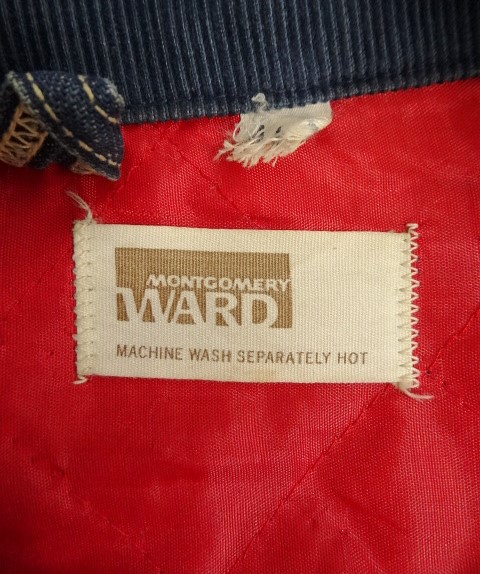 MONTGOMERY
WARD
MACHINE WASH SEPARATELY HOT